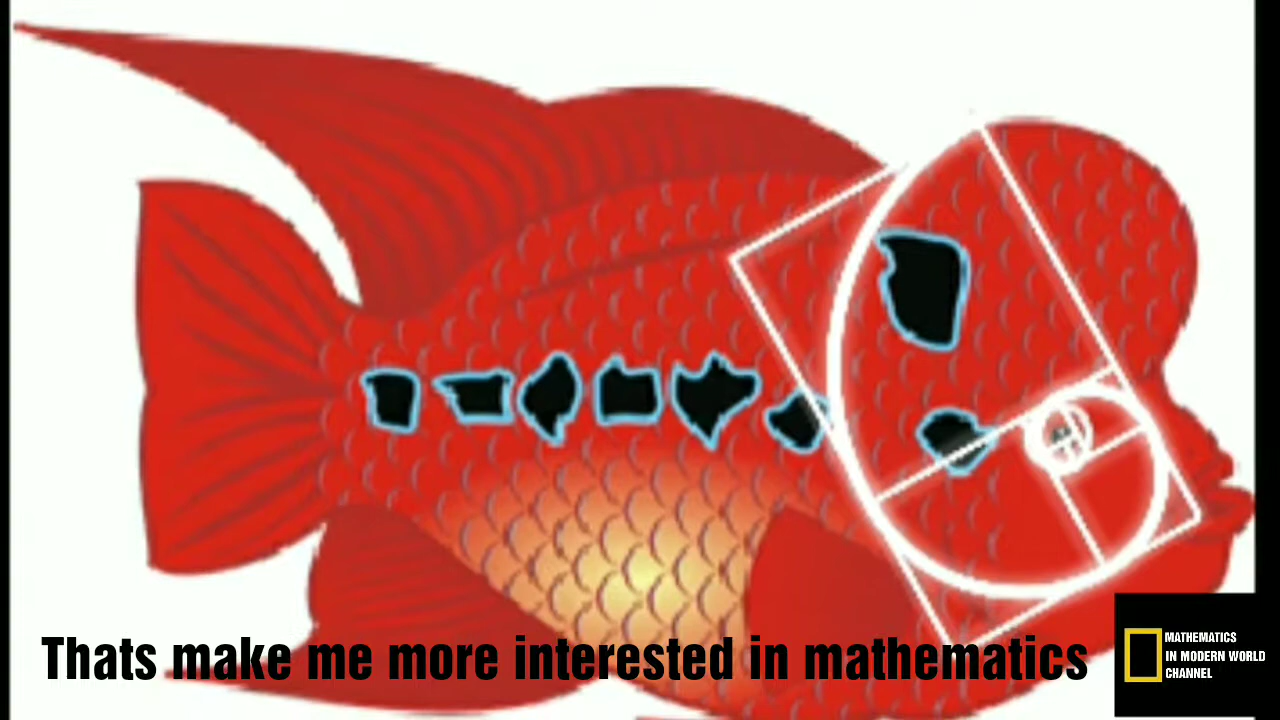 Thats make me more interested in mathematics
MATHEMATICS
IN MODERN WORLD
CHANNEL